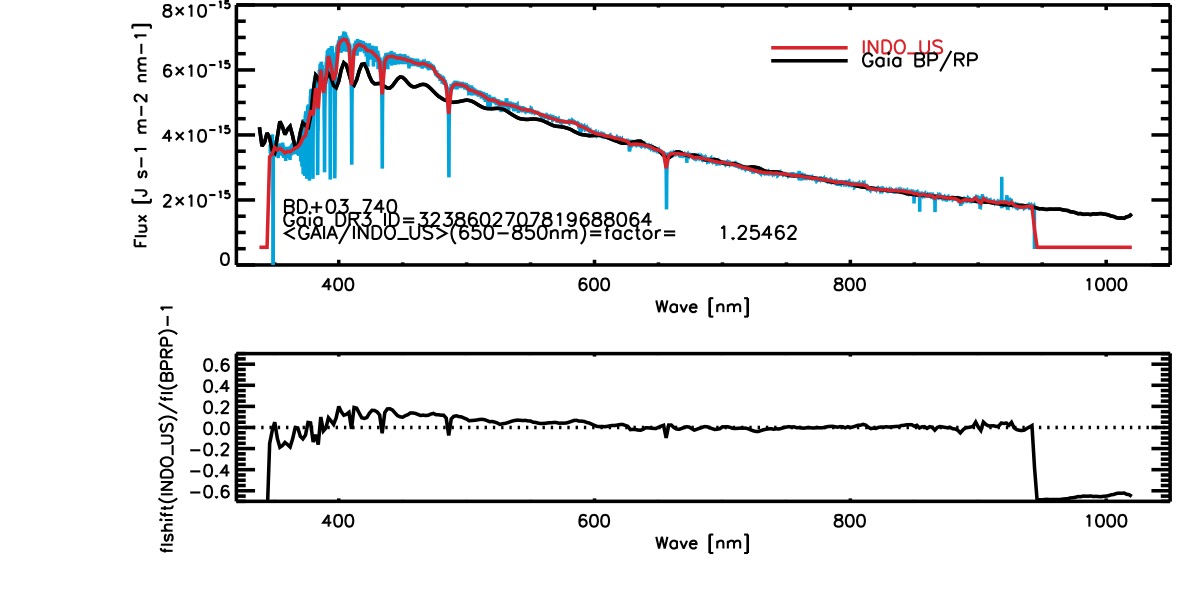 8×10−15
6×10−15
4×10−15
2×10−15
0
Flux [J s−1 m−2 nm−1]
INDO_US
Gaia BP/RP
BD+03 740
Gaia DR3 ID=3238602707819688064
<GAIA/INDO_US>(650−850nm)=factor= 1.25462
400 600 800 1000
Wave [nm]
flshift(INDO_US)/fl(BPRP)−1
0.6
0.4
0.2
0.0
−0.2
−0.4
−0.6
400 600 800 1000
Wave [nm]